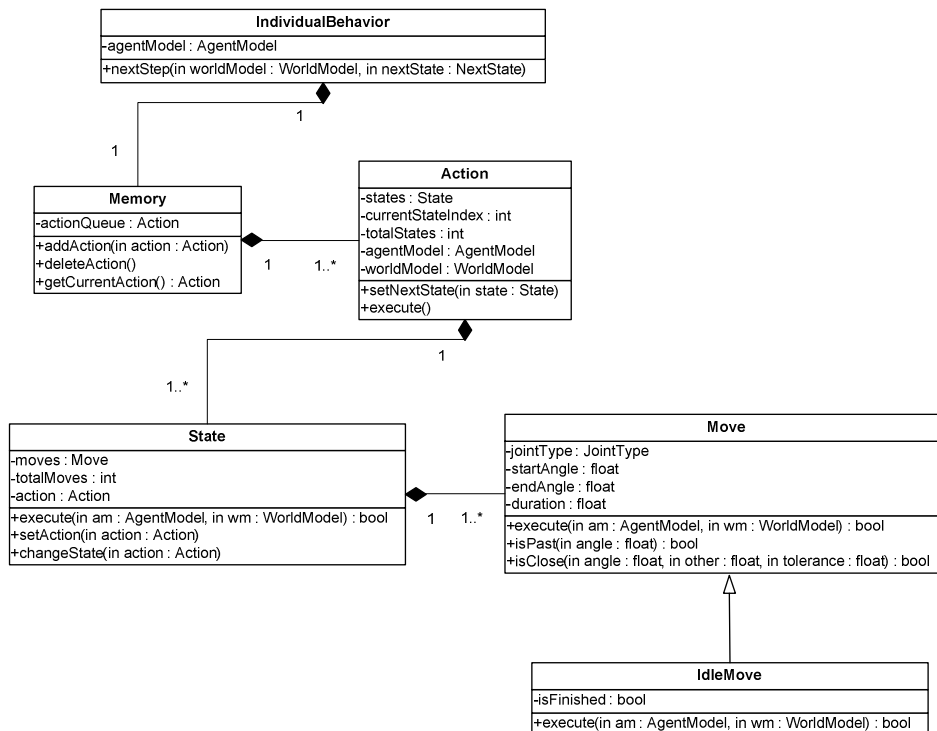 IndividualBehavior
-agentModel : AgentModel
+nextStep(in worldModel : WorldModel, in nextState : NextState)
1
1
Memory
-actionQueue : Action
+addAction(in action : Action)
+deleteAction()
+getCurrentAction() : Action
1
1..*
Action
-states : State
-currentStateIndex : int
-totalStates : int
-agentModel : AgentModel
-worldModel : WorldModel
+setNextState(in state : State)
+execute()
1
1..*
State
-moves : Move
-totalMoves : int
-action : Action
+execute(in am : AgentModel, in wm : WorldModel) : bool
+setAction(in action : Action)
+changeState(in action : Action)
1
1..*
Move
-jointType : JointType
-startAngle : float
-endAngle : float
-duration : float
+execute(in am : AgentModel, in wm : WorldModel) : bool
+isPast(in angle : float) : bool
+isClose(in angle : float, in other : float, in tolerance : float) : bool
IdleMove
-isFinished : bool
+execute(in am : AgentModel, in wm : WorldModel) : bool